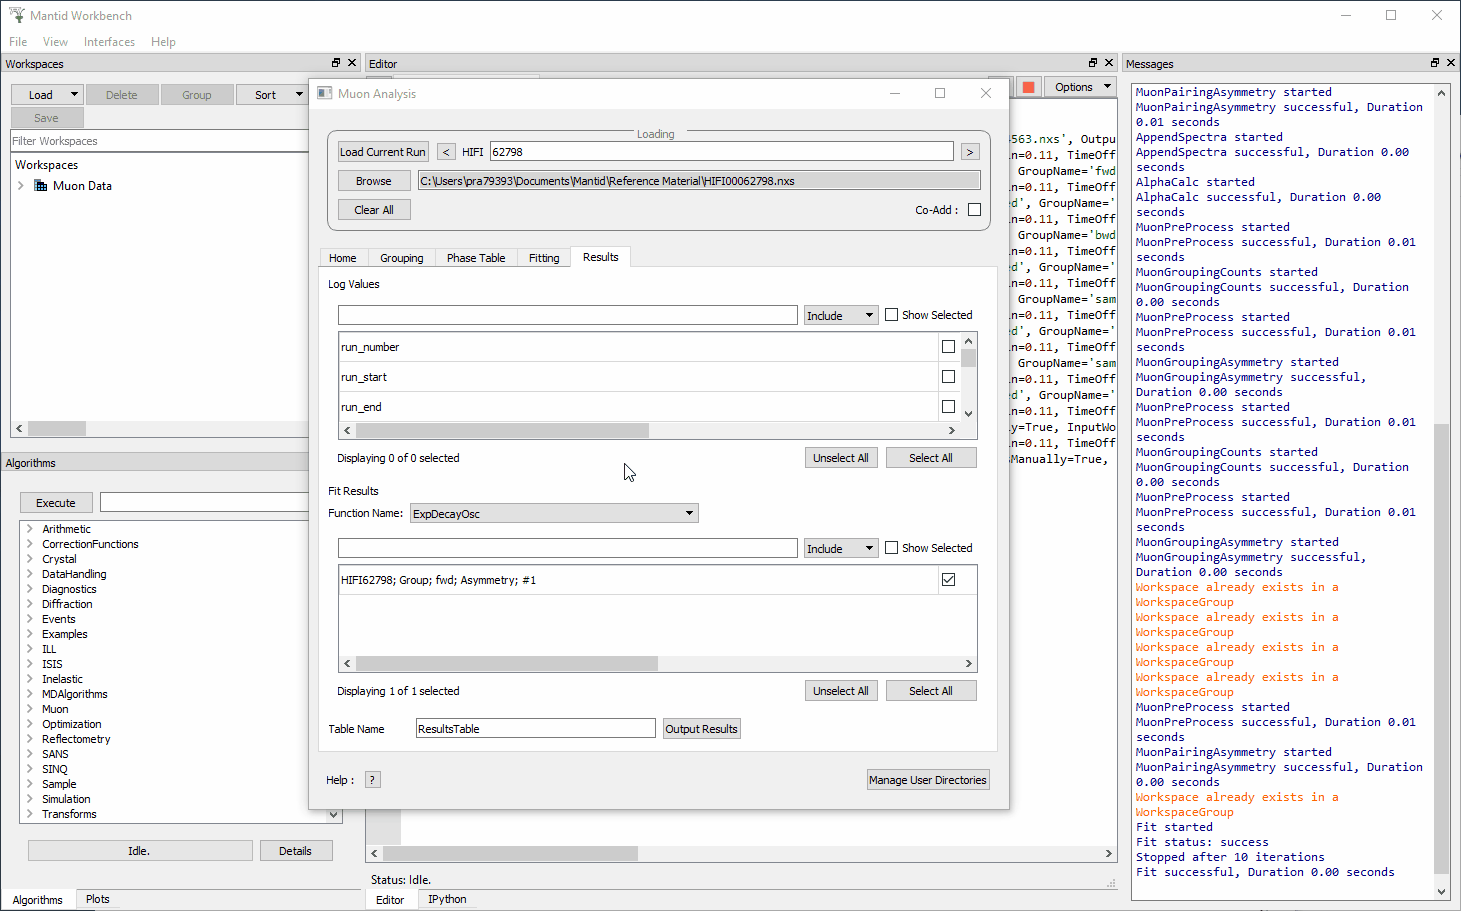 Mantid Workbench
File View Interfaces Help
Workspaces
Load Delete Group Sort
Save
Filter Workspaces
Workspaces
Muon Data
Algorithms
Execute
Arithmetic
CorrectionFunctions
Crystal
DataHandling
Diagnostics
Diffraction
Events
Examples
ILL
ISIS
Inelastic
MDAlgorithms
Muon
Optimization
Reflectometry
SANS
SINQ
Sample
Simulation
Transforms
Idle. Details
Algorithms Plots
Editor
Options
Muon Analysis
Loading
Load Current Run < HIFI 62798 >
Browse C:\Users\pra79393\Documents\Mantid\Reference Material\HIFI00062798.nxs
Clear All Co-Add :
Home Grouping Phase Table Fitting Results
Log Values
Include Show Selected
run_number
run_start
run_end
Displaying 0 of 0 selected Unselect All Select All
Fit Results
Function Name: ExpDecayOsc
Include Show Selected
HIFI62798; Group; fwd; Asymmetry; #1
Displaying 1 of 1 selected Unselect All Select All
Table Name ResultsTable Output Results
Help : ? Manage User Directories
4563.nxs', Outpu
in=0.11, TimeOff
GroupName='fwd
ed', GroupName='
in=0.11, TimeOff
GroupName='bwd
in=0.11, TimeOff
ed', GroupName='
in=0.11, TimeOff
GroupName='sam
in=0.11, TimeOff
ed', GroupName='
in=0.11, TimeOff
GroupName='sam
in=0.11, TimeOff
ed', GroupName='
in=0.11, TimeOff
ly=True, InputWo
in=0.11, TimeOff
sManually=True,
Status: Idle.
Editor IPython
Messages
MuonPairingAsymmetry started
MuonPairingAsymmetry successful, Duration
0.01 seconds
AppendSpectra started
AppendSpectra successful, Duration 0.00
seconds
AlphaCalc started
AlphaCalc successful, Duration 0.00
seconds
MuonPreProcess started
MuonPreProcess successful, Duration 0.01
seconds
MuonGroupingCounts started
MuonGroupingCounts successful, Duration
0.00 seconds
MuonPreProcess started
MuonPreProcess successful, Duration 0.01
seconds
MuonGroupingAsymmetry started
MuonGroupingAsymmetry successful,
Duration 0.00 seconds
MuonPreProcess started
MuonPreProcess successful, Duration 0.01
seconds
MuonGroupingCounts started
MuonGroupingCounts successful, Duration
0.00 seconds
MuonPreProcess started
MuonPreProcess successful, Duration 0.01
seconds
MuonGroupingAsymmetry started
MuonGroupingAsymmetry successful,
Duration 0.00 seconds
Workspace already exists in a
WorkspaceGroup
Workspace already exists in a
WorkspaceGroup
Workspace already exists in a
WorkspaceGroup
Workspace already exists in a
WorkspaceGroup
MuonPreProcess started
MuonPreProcess successful, Duration 0.01
seconds
MuonPairingAsymmetry started
MuonPairingAsymmetry successful, Duration
0.00 seconds
Workspace already exists in a
WorkspaceGroup
Fit started
Fit status: success
Stopped after 10 iterations
Fit successful, Duration 0.00 seconds